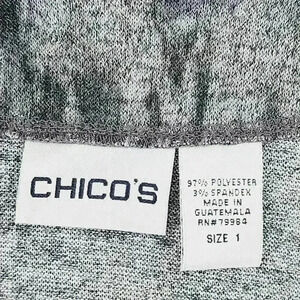 CHICO'S
97% POLYESTER
3% SPANDEX
MADE IN
GUATEMALA
RN#79984
SIZE 1